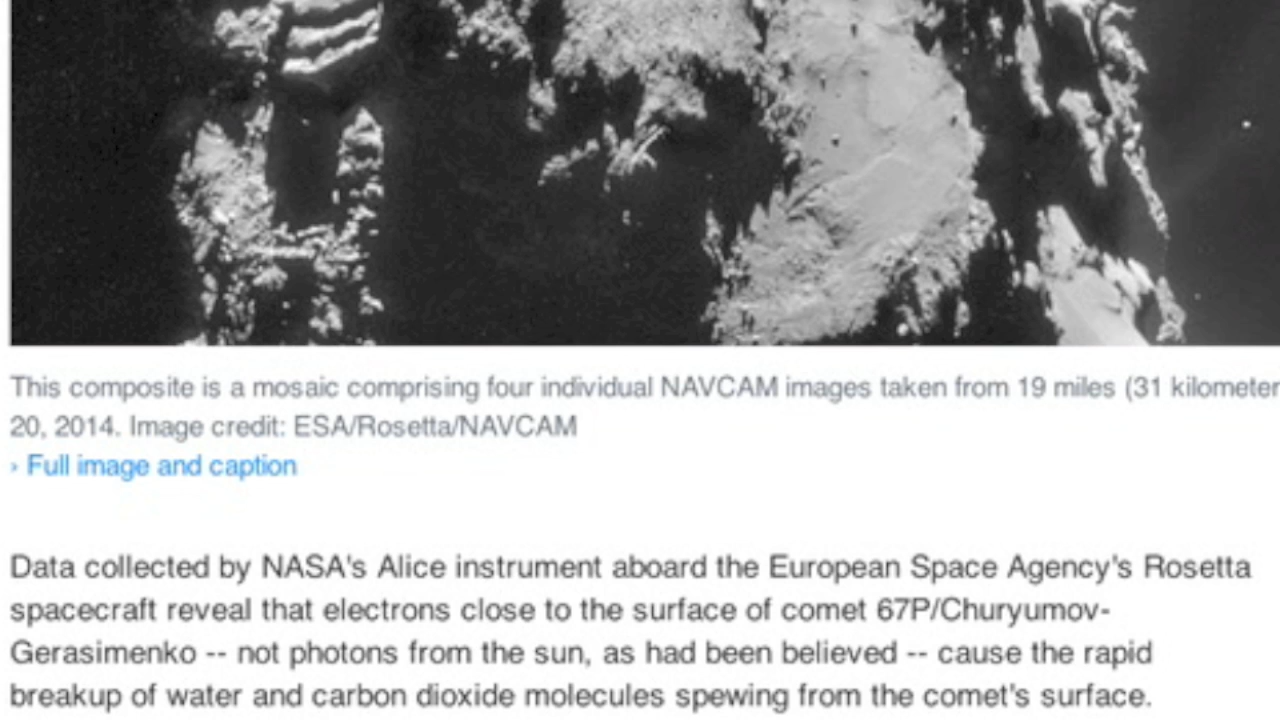 This composite is a mosaic comprising four individual NAVCAM images taken from 19 miles (31 kilometer
20, 2014. Image credit: ESA/Rosetta/NAVCAM
› Full image and caption
Data collected by NASA's Alice instrument aboard the European Space Agency's Rosetta
spacecraft reveal that electrons close to the surface of comet 67P/Churyumov-
Gerasimenko -- not photons from the sun, as had been believed -- cause the rapid
breakup of water and carbon dioxide molecules spewing from the comet's surface.